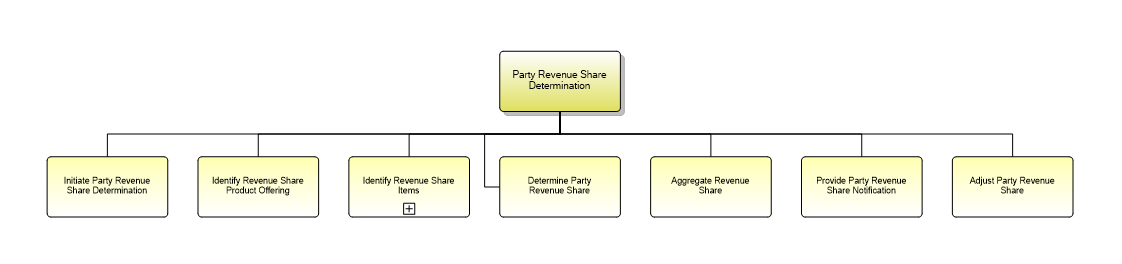 Party Revenue Share
Determination
Initiate Party Revenue
Share Determination
Identify Revenue Share
Product Offering
Identify Revenue Share
Items
Determine Party
Revenue Share
Aggregate Revenue
Share
Provide Party Revenue
Share Notification
Adjust Party Revenue
Share